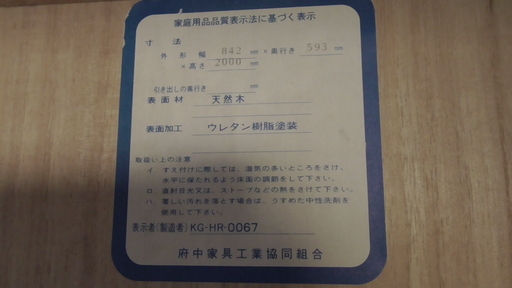 家庭用品品質表示法に基づく表示
寸 法
外 形 幅 842 mm × 奥行き 593 mm
× 高さ 2000 mm
引き出しの奥行き mm
表面材 天然木
表面加工 ウレタン樹脂塗装
取扱い上の注意
イ すえ付けに際しては、湿気の多いところをさけ、
水平に保たれるよう床面の調節をして下さい。
ロ 直射日光又は、ストーブなどの熱をさけて下さい。
ハ 著しい汚れを落とす場合は、うすめた中性洗剤を
使用して下さい。
表示者(製造者) KG-HR-0067
府中家具工業協同組合